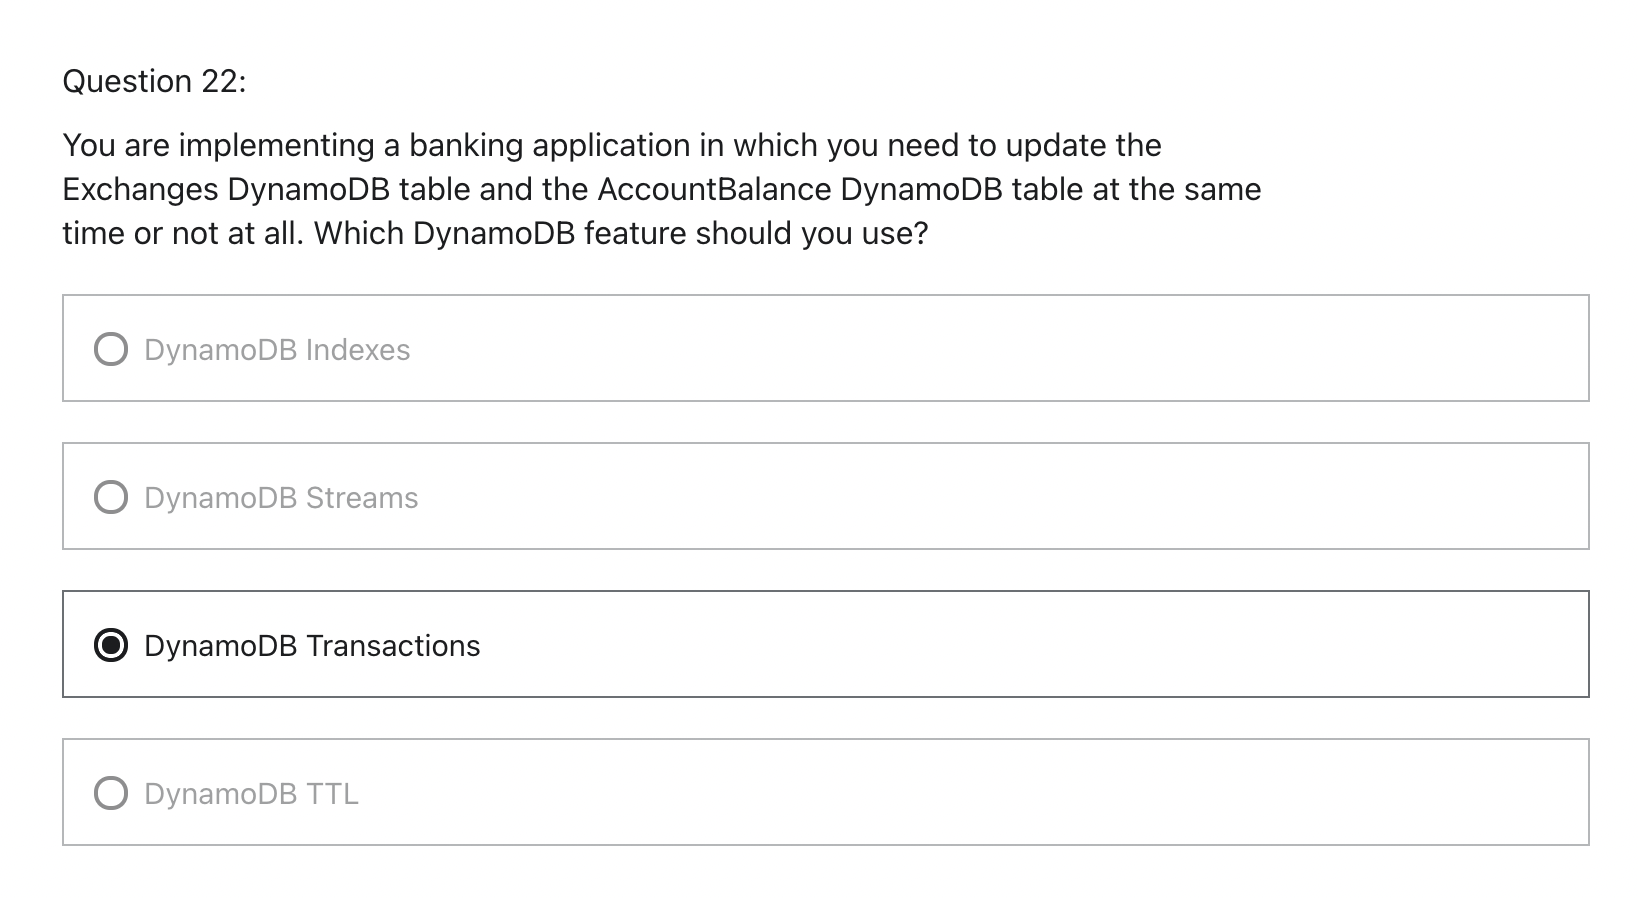 Question 22:
You are implementing a banking application in which you need to update the
Exchanges DynamoDB table and the AccountBalance DynamoDB table at the same
time or not at all. Which DynamoDB feature should you use?
DynamoDB Indexes
DynamoDB Streams
DynamoDB Transactions
DynamoDB TTL